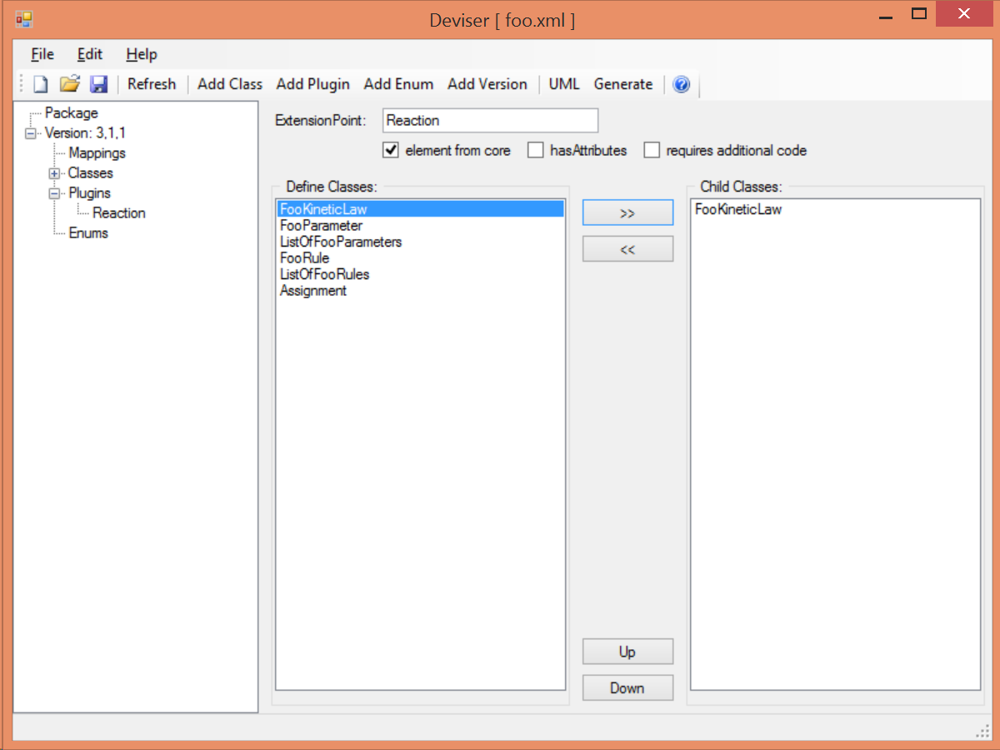 Deviser [ foo.xml ]
File Edit Help
Refresh Add Class Add Plugin Add Enum Add Version UML Generate
Package
Version: 3,1,1
Mappings
Classes
Plugins
Reaction
Enums
ExtensionPoint: Reaction
element from core hasAttributes requires additional code
Define Classes:
FooKineticLaw
FooParameter
ListOfFooParameters
FooRule
ListOfFooRules
Assignment
>>
<<
Up
Down
Child Classes:
FooKineticLaw